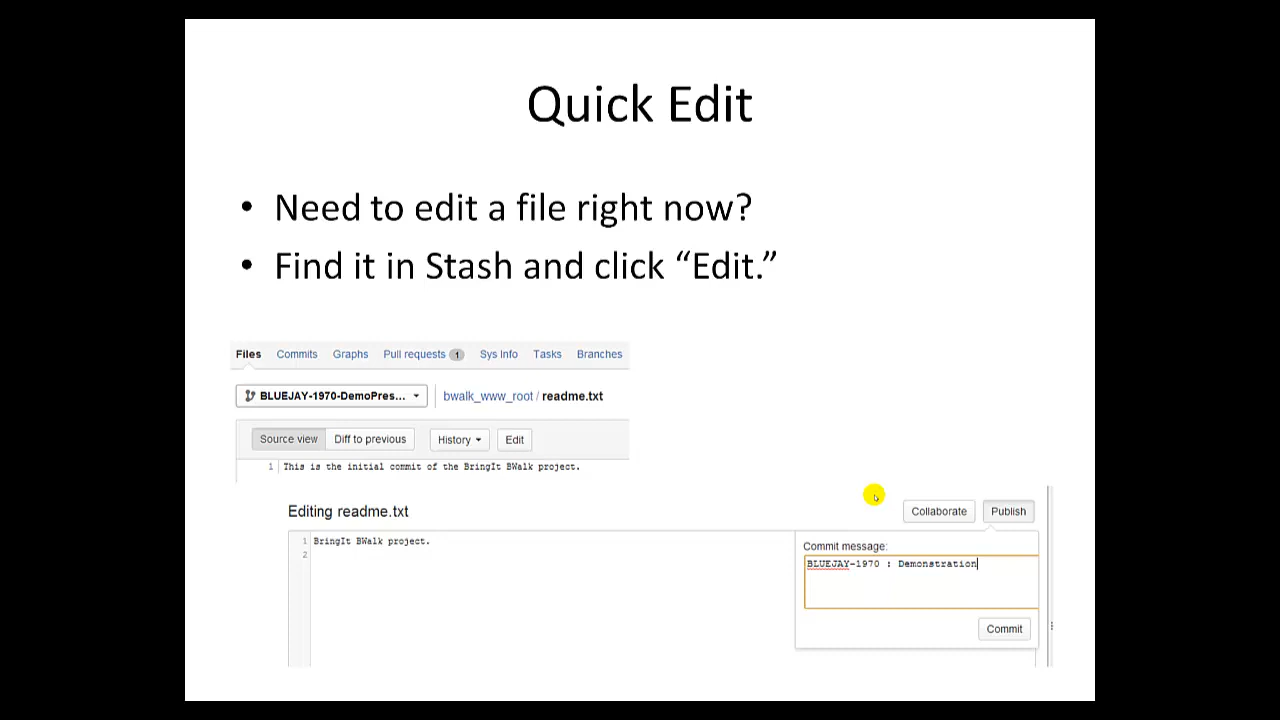 Quick Edit
• Need to edit a file right now?
• Find it in Stash and click “Edit.”
Files Commits Graphs Pull requests 1 Sys Info Tasks Branches
BLUEJAY-1970-DemoPres... bwalk_www_root / readme.txt
Source view Diff to previous History Edit
1 This is the initial commit of the BringIt BWalk project.
Editing readme.txt Collaborate Publish
1 BringIt BWalk project.
2
Commit message:
BLUEJAY-1970 : Demonstration
Commit